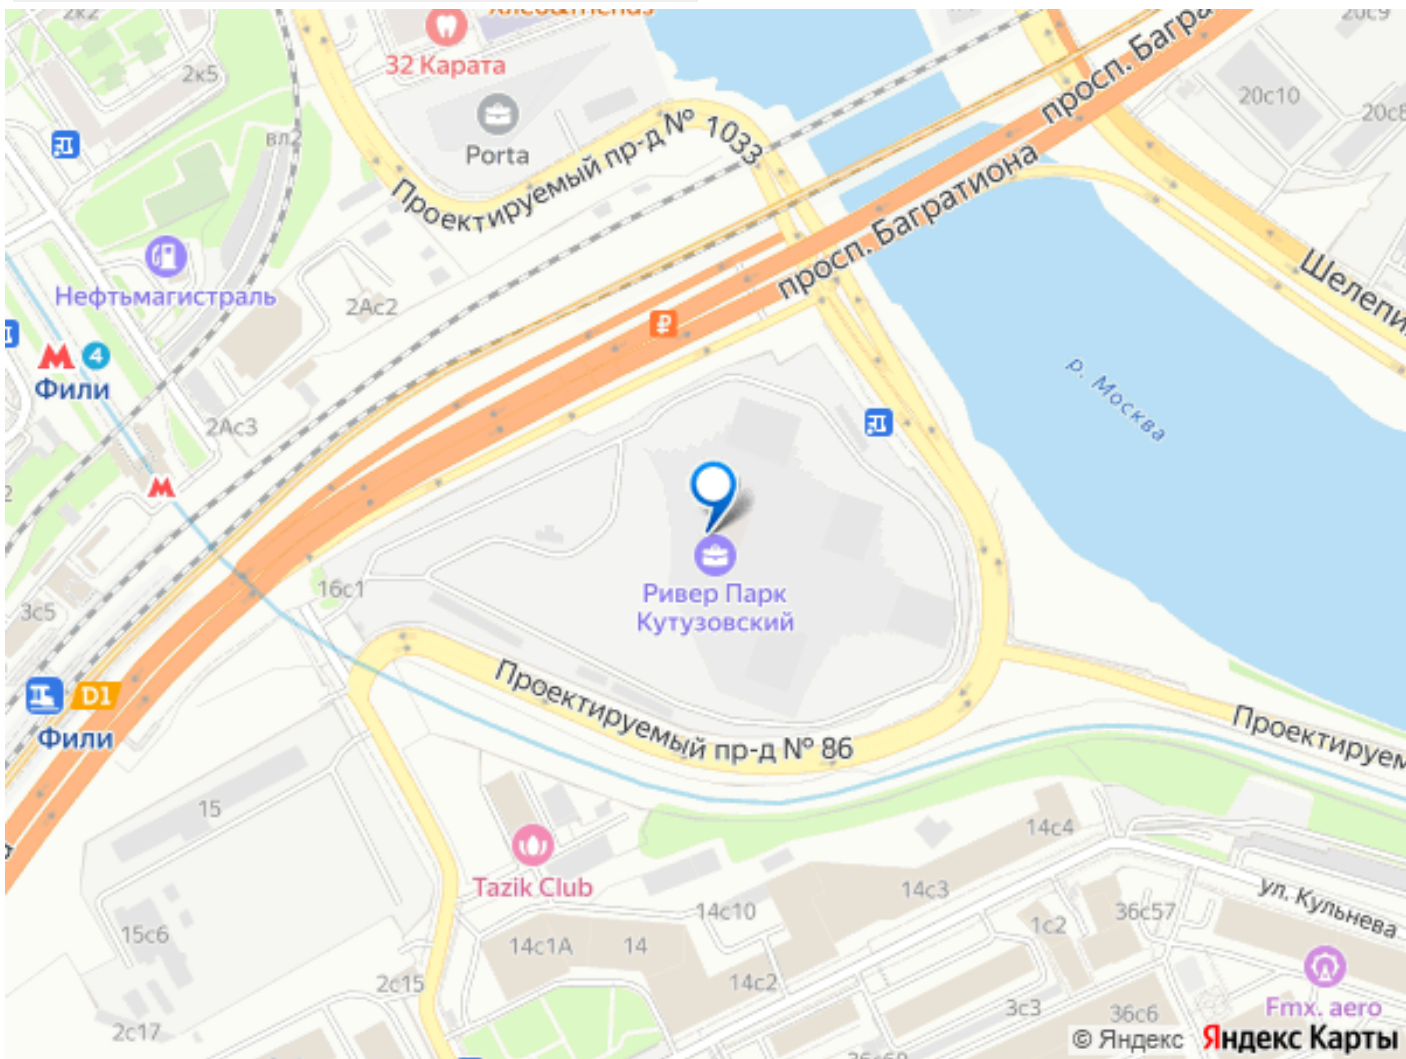 2к2
2к5
32 Карата
20с9
20с10
вл2
Porta
Проектируемый пр-д № 1033
просп. Багра
просп. Багратиона
Шелепи
Нефтьмагистраль
2Ас2
₽
М 4
Фили
2Ас3
М
р. Москва
16с1
3с5
Ривер Парк
Кутузовский
D1
Фили
Проектируемый пр-д № 86
Проектируем
15
Tazik Club
14с4
14с3
14с10
15с6
14с1А
14
1с2
36с57
ул. Кульнева
2с15
14с2
3с3
36с6
Fmx. aero
2с17
© Яндекс Яндекс Карты